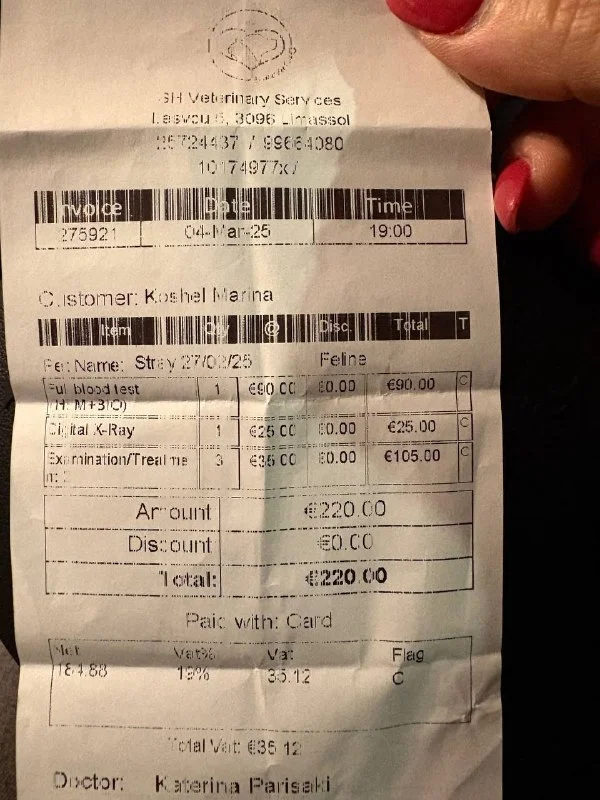 SH Veterinary Services
3096 Limassol
25724437 / 99664080
10174977x/
Invoice Date Time
275921 04-Mar-25 19:00
Customer: Koshel Marina
Item Qty @ Disc. Total T
Pet Name: Stray 27/02/25 Feline
Full blood test 1 €90.00 €0.00 €90.00 C
Digital X-Ray 1 €25.00 €0.00 €25.00 C
Examination/Treatme 3 €35.00 €0.00 €105.00 C
Amount €220.00
Discount €0.00
Total: €220.00
Paid with: Card
Net Vat% Vat Flag
184.88 19% 35.12 C
Total Vat: €35.12
Doctor: Katerina Parisaki